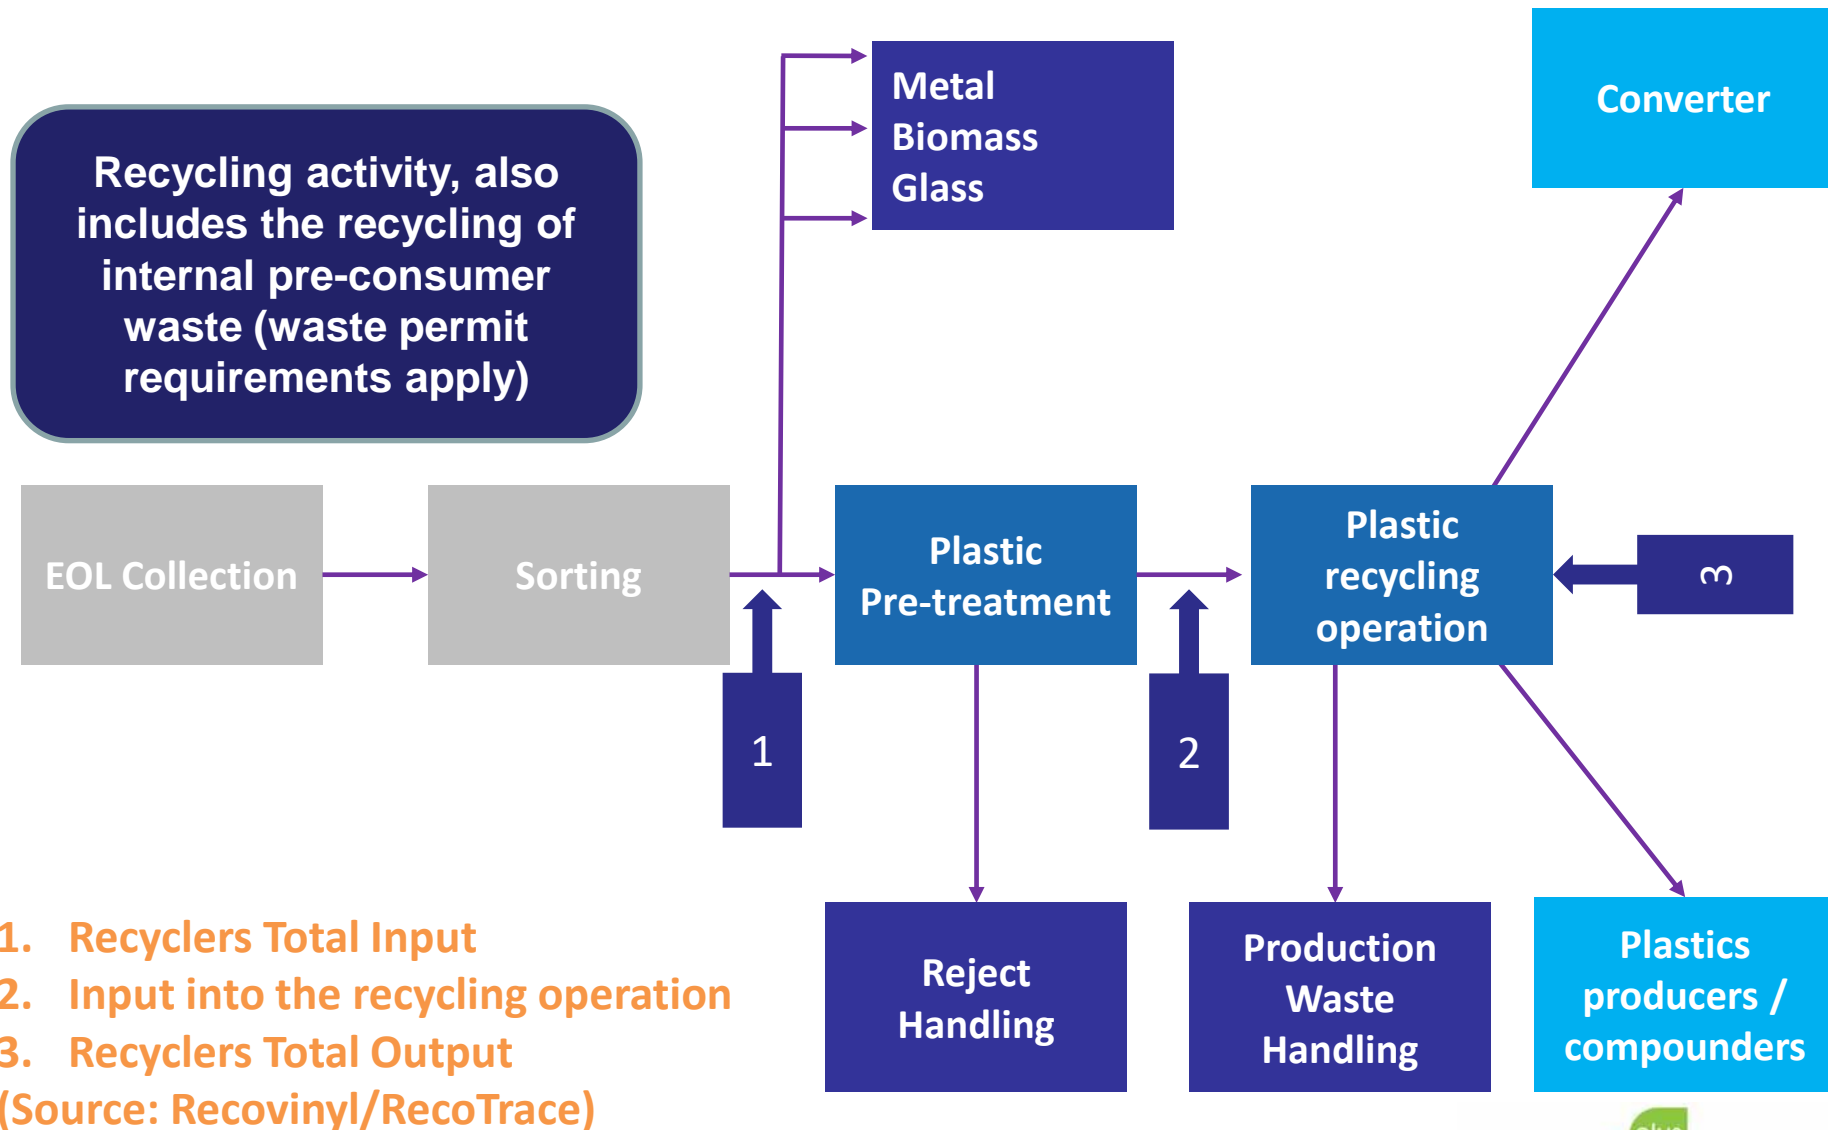 Metal
Biomass
Glass
Converter
Recycling activity, also
includes the recycling of
internal pre-consumer
waste (waste permit
requirements apply)
EOL Collection
Sorting
Plastic
Pre-treatment
Plastic
recycling
operation
3
1
2
1. Recyclers Total Input
2. Input into the recycling operation
3. Recyclers Total Output
(Source: Recovinyl/RecoTrace)
Reject
Handling
Production
Waste
Handling
Plastics
producers /
compounders